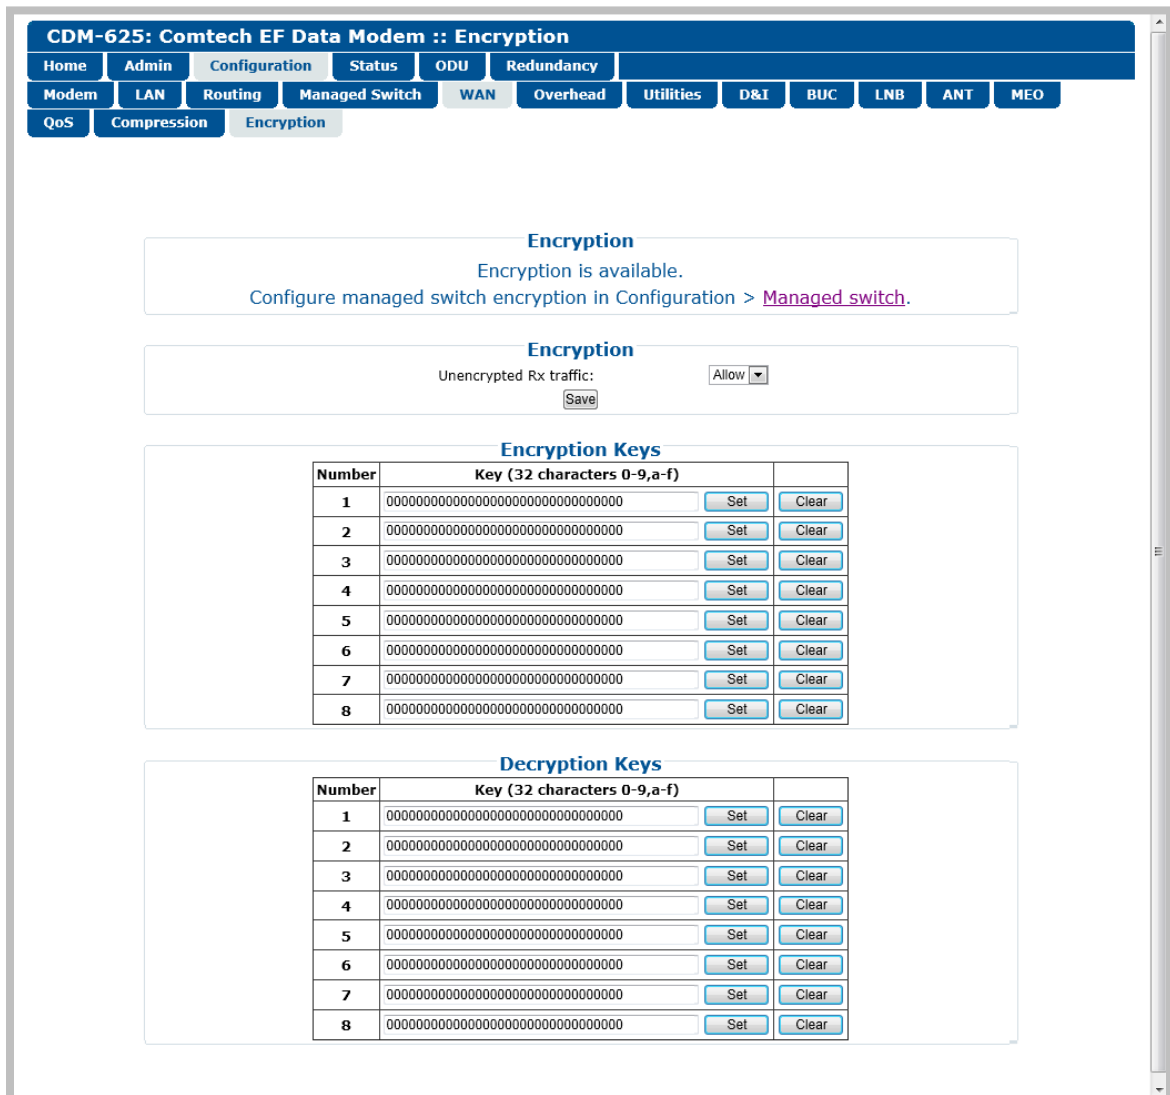 CDM-625: Comtech EF Data Modem :: Encryption
Home Admin Configuration Status ODU Redundancy
Modem LAN Routing Managed Switch WAN Overhead Utilities D&I BUC LNB ANT MEO
QoS Compression Encryption
Encryption
Encryption is available.
Configure managed switch encryption in Configuration > Managed switch.
Encryption
Unencrypted Rx traffic: Allow
Save
Encryption Keys
Number Key (32 characters 0-9,a-f)
1 00000000000000000000000000000000 Set Clear
2 00000000000000000000000000000000 Set Clear
3 00000000000000000000000000000000 Set Clear
4 00000000000000000000000000000000 Set Clear
5 00000000000000000000000000000000 Set Clear
6 00000000000000000000000000000000 Set Clear
7 00000000000000000000000000000000 Set Clear
8 00000000000000000000000000000000 Set Clear
Decryption Keys
Number Key (32 characters 0-9,a-f)
1 00000000000000000000000000000000 Set Clear
2 00000000000000000000000000000000 Set Clear
3 00000000000000000000000000000000 Set Clear
4 00000000000000000000000000000000 Set Clear
5 00000000000000000000000000000000 Set Clear
6 00000000000000000000000000000000 Set Clear
7 00000000000000000000000000000000 Set Clear
8 00000000000000000000000000000000 Set Clear